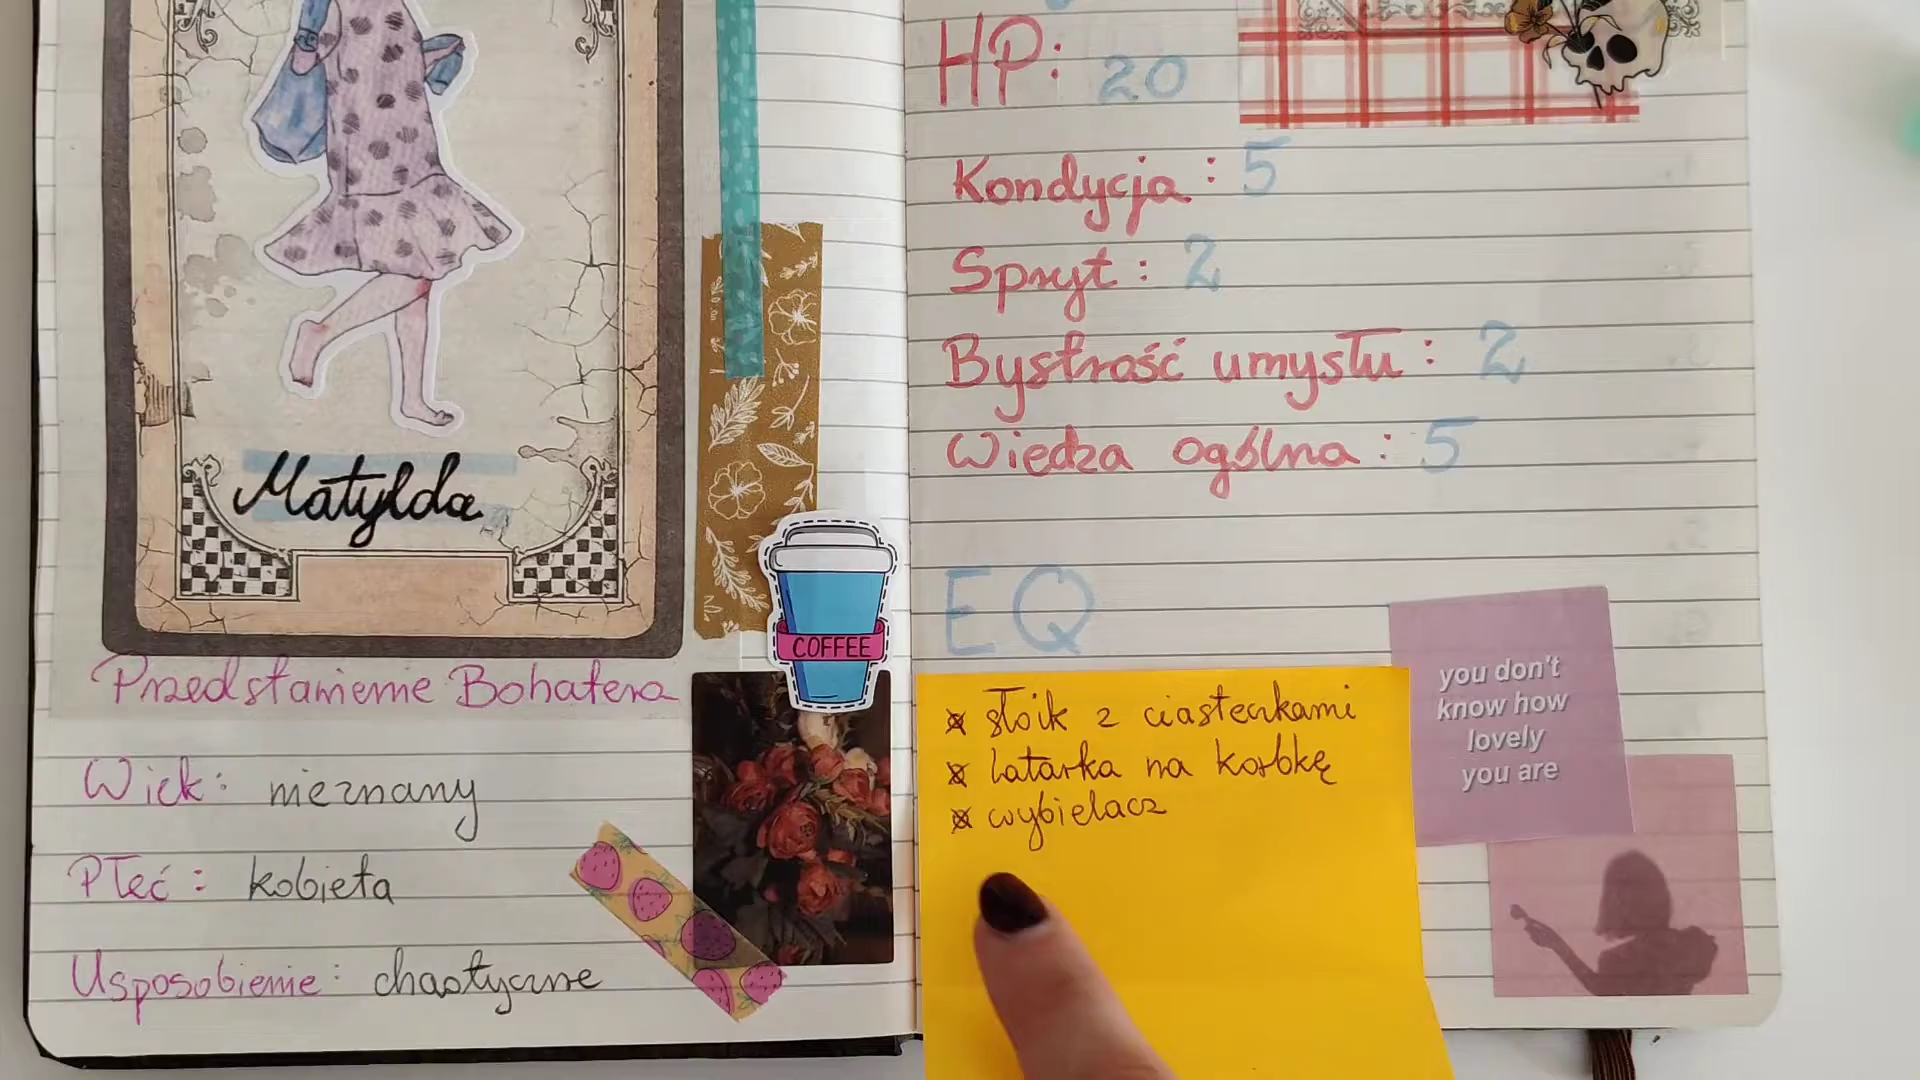 Matylda
Przedstawienie Bohatera
Wiek: nieznany
Płeć: kobieta
Usposobienie: chaotyczne
COFFEE
HP: 20
Kondycja: 5
Spryt: 2
Bystrość umysłu: 2
Wiedza ogólna: 5
EQ
słoik z ciasteczkami
latarka na korbkę
wybielacz
you don't
know how
lovely
you are